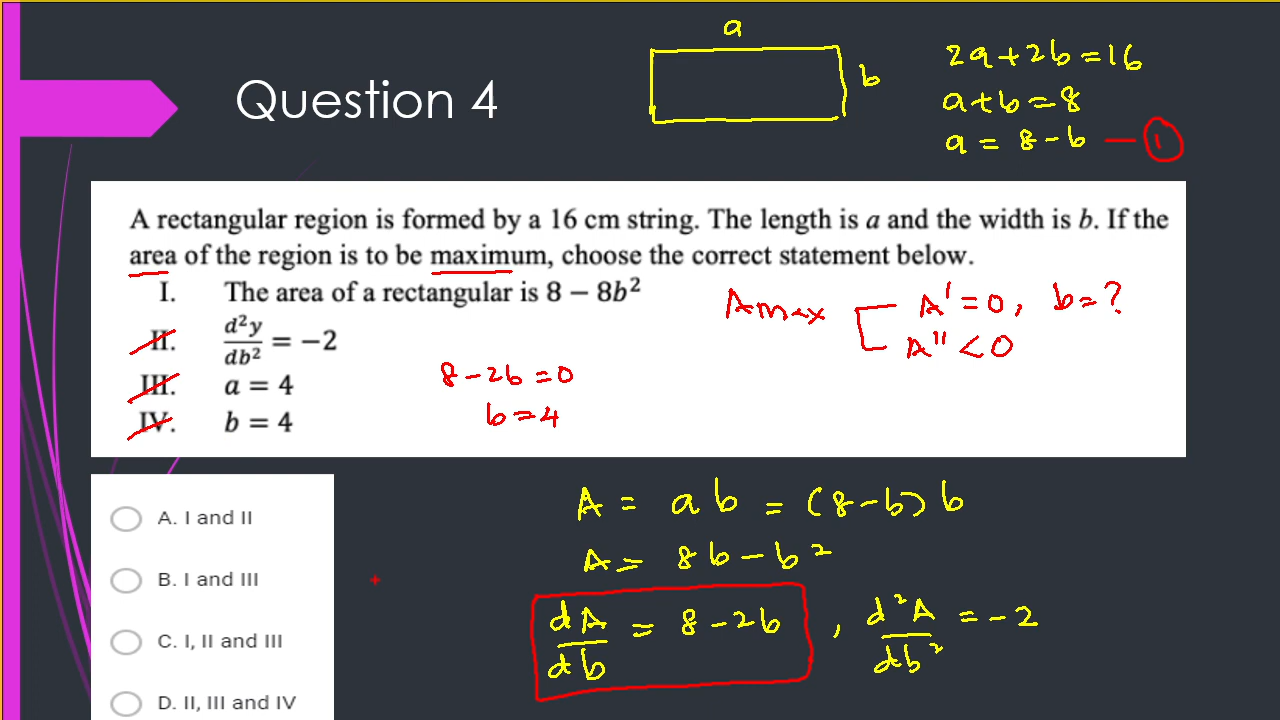 a
b
2a+2b=16
a+b=8
a = 8-b — ①
Question 4
A rectangular region is formed by a 16 cm string. The length is a and the width is b. If the
area of the region is to be maximum, choose the correct statement below.
I. The area of a rectangular is 8 − 8b²
II. d²y/db² = −2
III. a = 4
IV. b = 4
8-2b=0
b=4
Amax A'=0, b=?
A''<0
A. I and II
B. I and III
C. I, II and III
D. II, III and IV
A = ab = (8-b)b
A = 8b-b²
dA/db = 8-2b, d²A/db² = -2